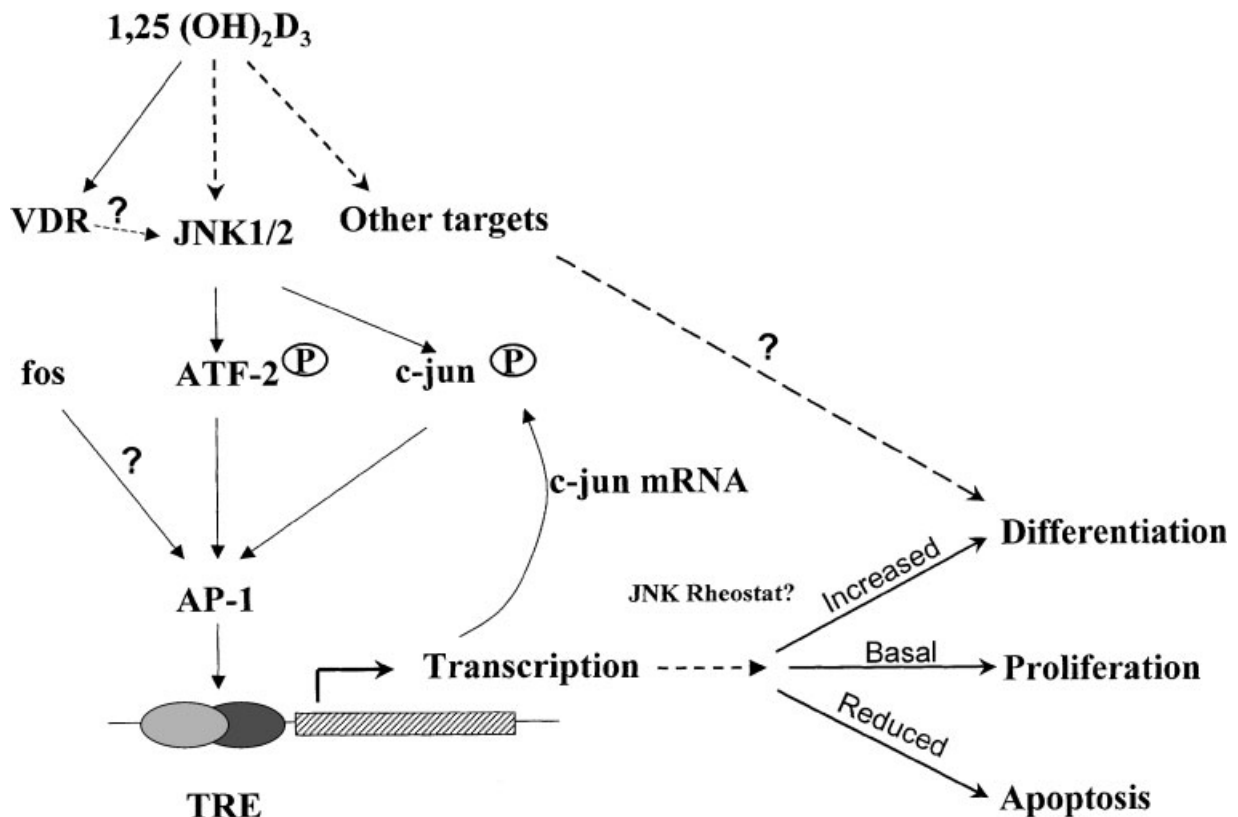 1,25 (OH)₂D₃
VDR
?
JNK1/2
Other targets
?
fos
ATF-2 P
c-jun P
?
c-jun mRNA
Differentiation
Increased
JNK Rheostat?
AP-1
Transcription
Basal
Proliferation
Reduced
TRE
Apoptosis